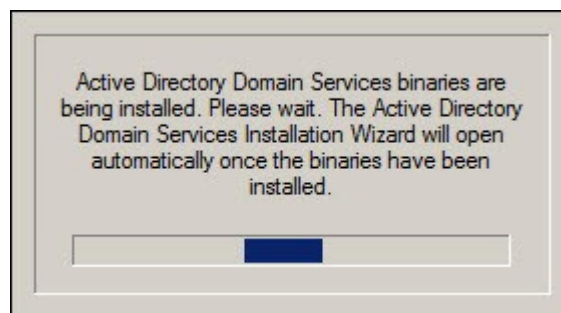 Active Directory Domain Services binaries are
being installed. Please wait. The Active Directory
Domain Services Installation Wizard will open
automatically once the binaries have been
installed.